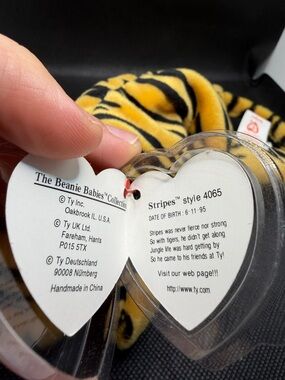 The Beanie Babies™ Collection
© Ty Inc.
Oakbrook IL. U.S.A.
© Ty UK Ltd.
Fareham, Hants
P015 5TX
© Ty Deutschland
90008 Nürnberg
Handmade in China
Stripes™ style 4065
DATE OF BIRTH : 6-11-95
Stripes was never fierce nor strong
So with tigers, he didn't get along
Jungle life was hard getting by
So he came to his friends at Ty!
Visit our web page!!!
http://www.ty.com